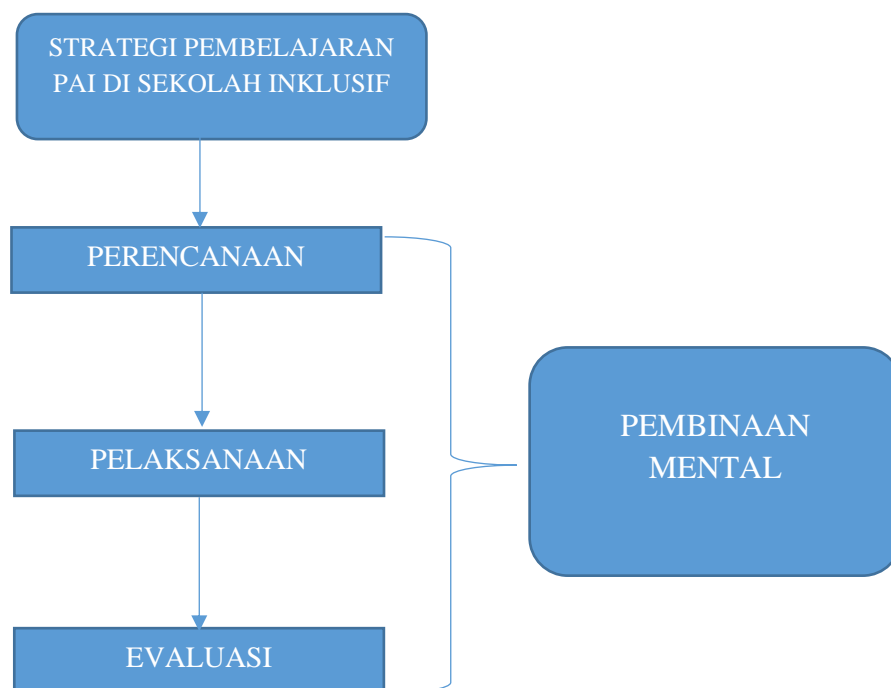 STRATEGI PEMBELAJARAN
PAI DI SEKOLAH INKLUSIF
PERENCANAAN
PELAKSANAAN
EVALUASI
PEMBINAAN
MENTAL